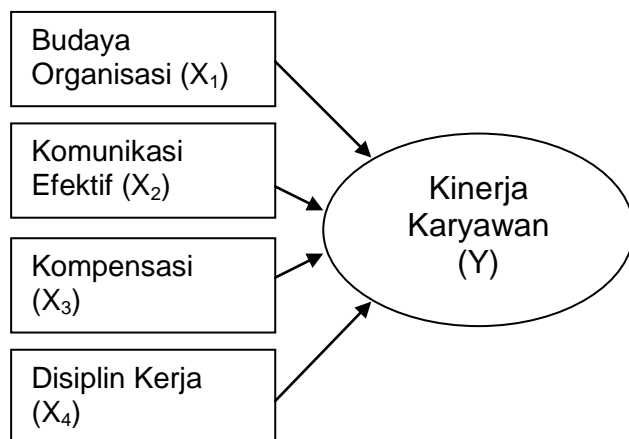 Budaya
Organisasi (X₁)
Komunikasi
Efektif (X₂)
Kompensasi
(X₃)
Disiplin Kerja
(X₄)
Kinerja
Karyawan
(Y)